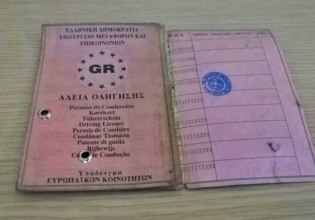 ΕΛΛΗΝΙΚΗ ΔΗΜΟΚΡΑΤΙΑ
ΥΠΟΥΡΓΕΙΟ ΜΕΤΑΦΟΡΩΝ ΚΑΙ
ΕΠΙΚΟΙΝΩΝΙΩΝ
GR
ΑΔΕΙΑ ΟΔΗΓΗΣΗΣ
Permiso de Conducción
Kørekort
Führerschein
Driving Licence
Permis de Conduire
Ceadúnas Tiomána
Patente di guida
Rijbewijs
de Condução
Υπόδειγμα
ΕΥΡΩΠΑΪΚΩΝ ΚΟΙΝΟΤΗΤΩΝ